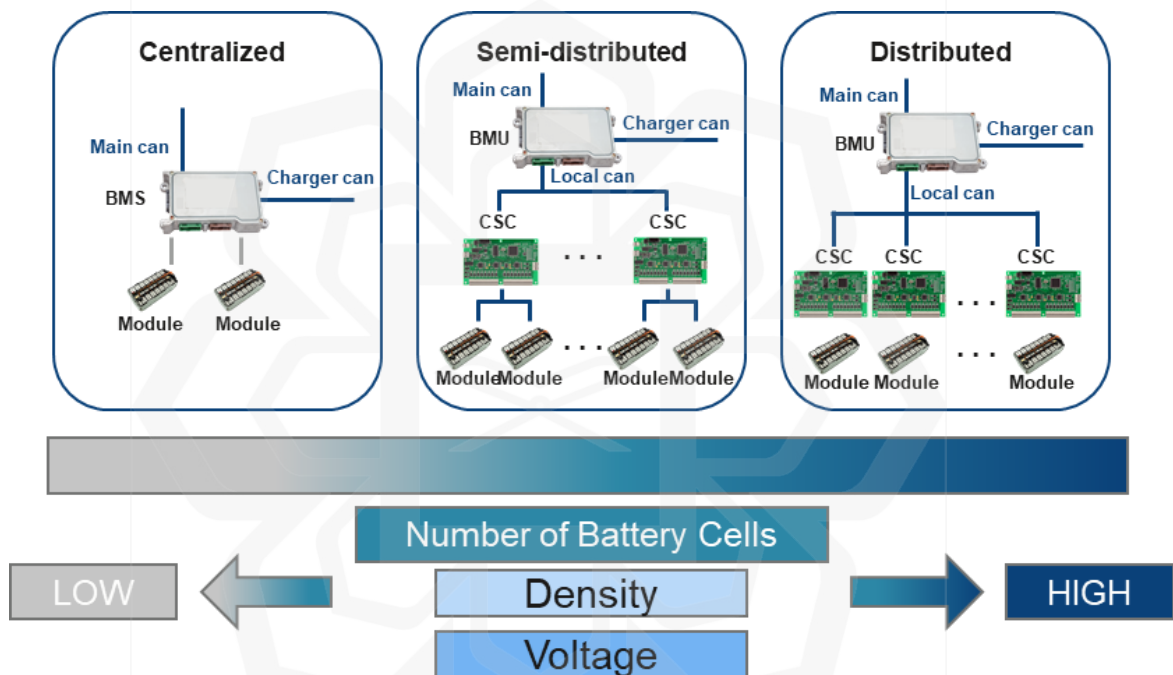 Centralized
Main can
BMS
Charger can
Module
Module
Semi-distributed
Main can
BMU
Charger can
Local can
CSC
CSC
. . .
Module
Module
. . .
Module
Module
Distributed
Main can
BMU
Charger can
Local can
CSC
CSC
CSC
. . .
Module
Module
. . .
Module
Number of Battery Cells
LOW
Density
HIGH
Voltage